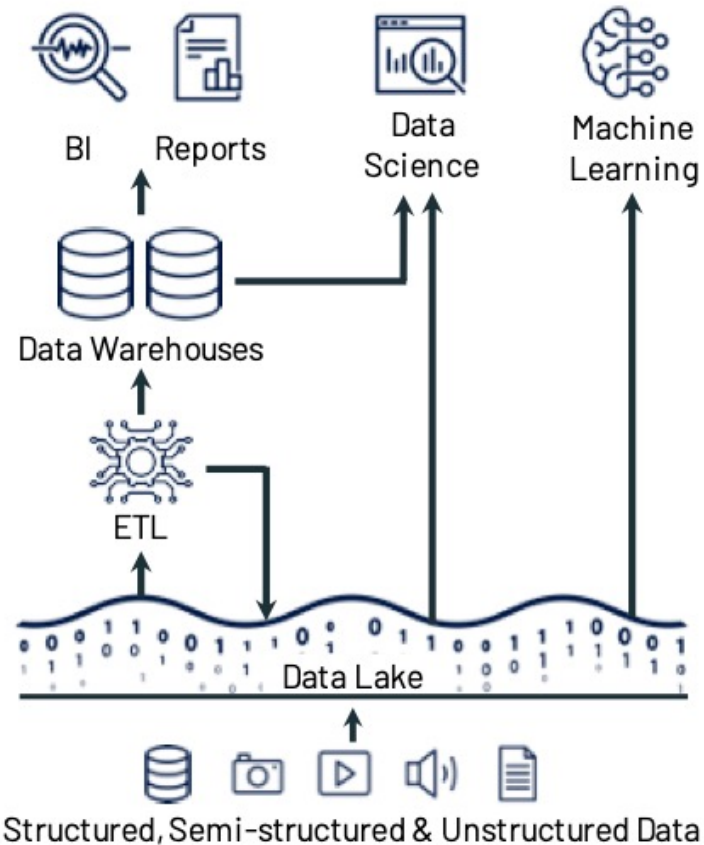 BI
Reports
Data
Science
Machine
Learning
Data Warehouses
ETL
Data Lake
Structured, Semi-structured & Unstructured Data